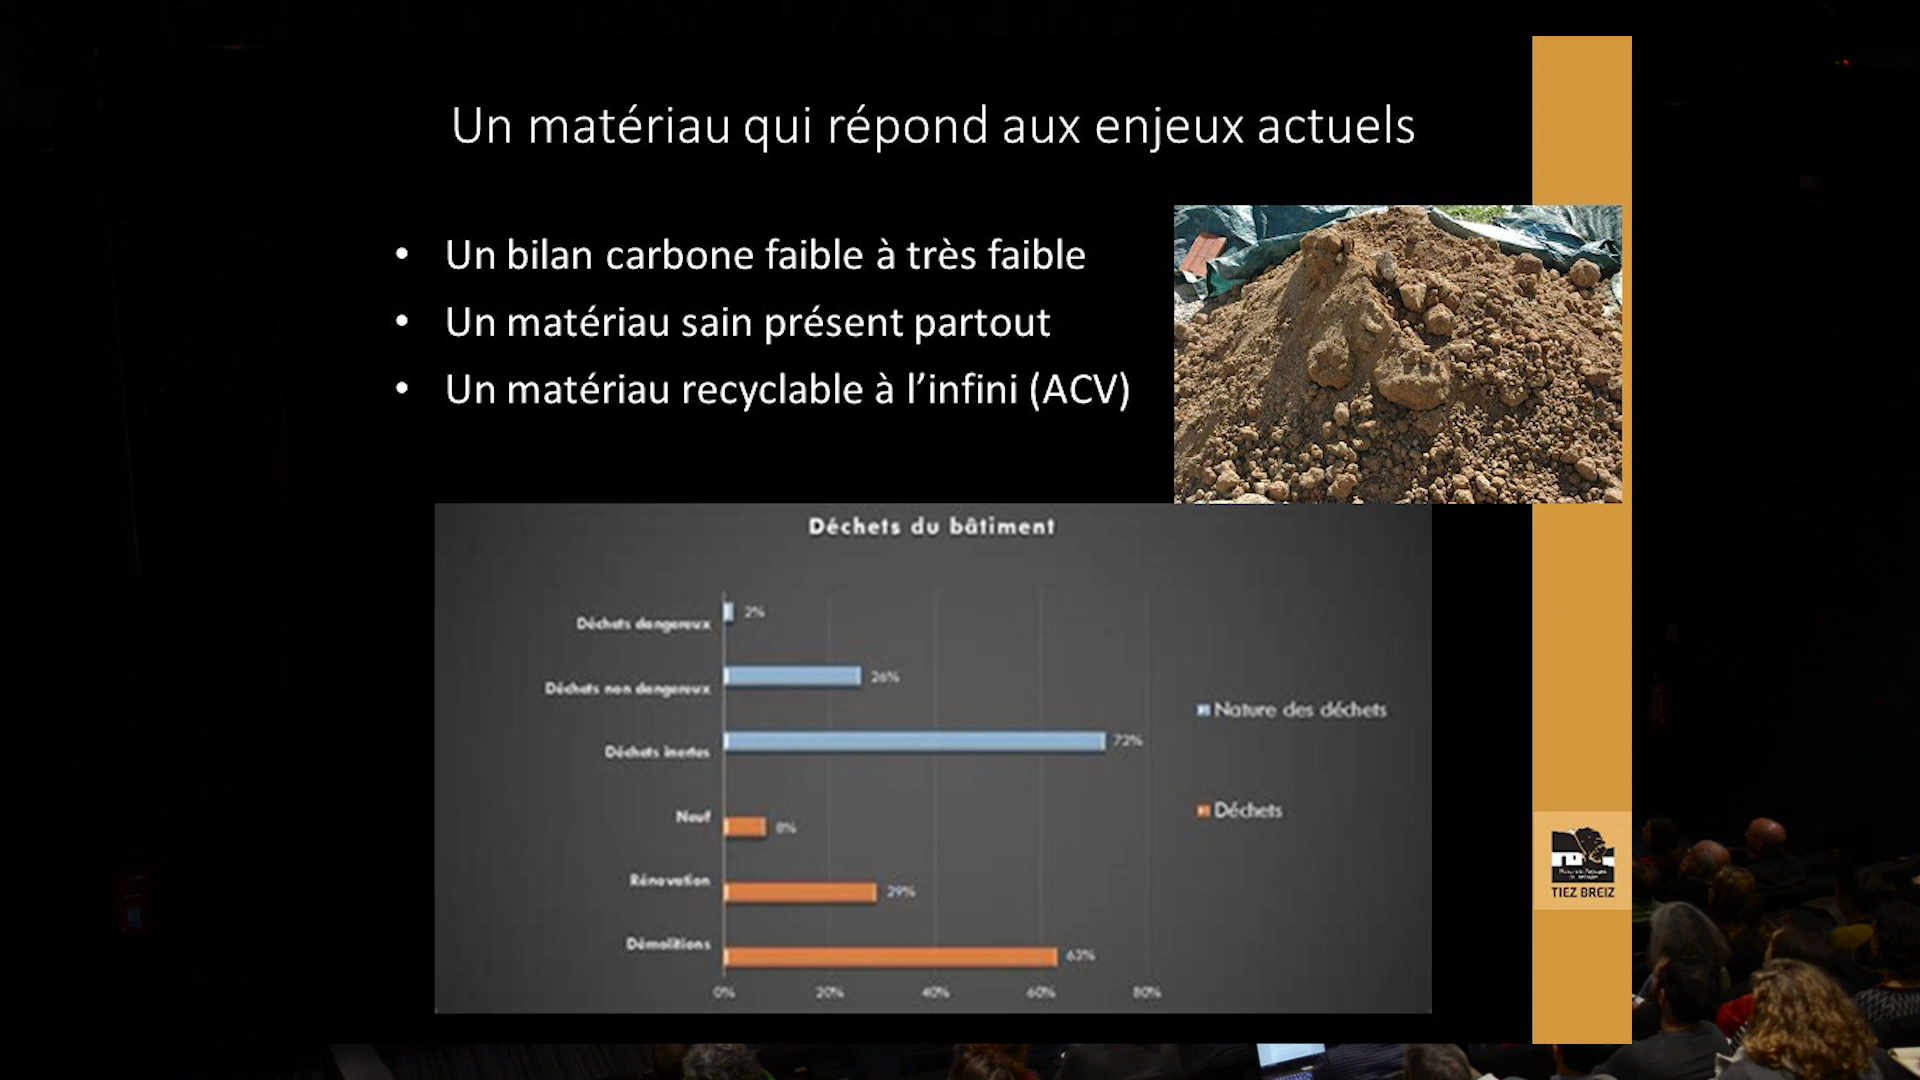 Un matériau qui répond aux enjeux actuels
• Un bilan carbone faible à très faible
• Un matériau sain présent partout
• Un matériau recyclable à l’infini (ACV)
Déchets du bâtiment
Déchets dangereux
2%
Déchets non dangereux
26%
Déchets inertes
72%
Neuf
8%
Rénovation
29%
Démolitions
63%
0% 20% 40% 60% 80%
Nature des déchets
Déchets
TIEZ BREIZ